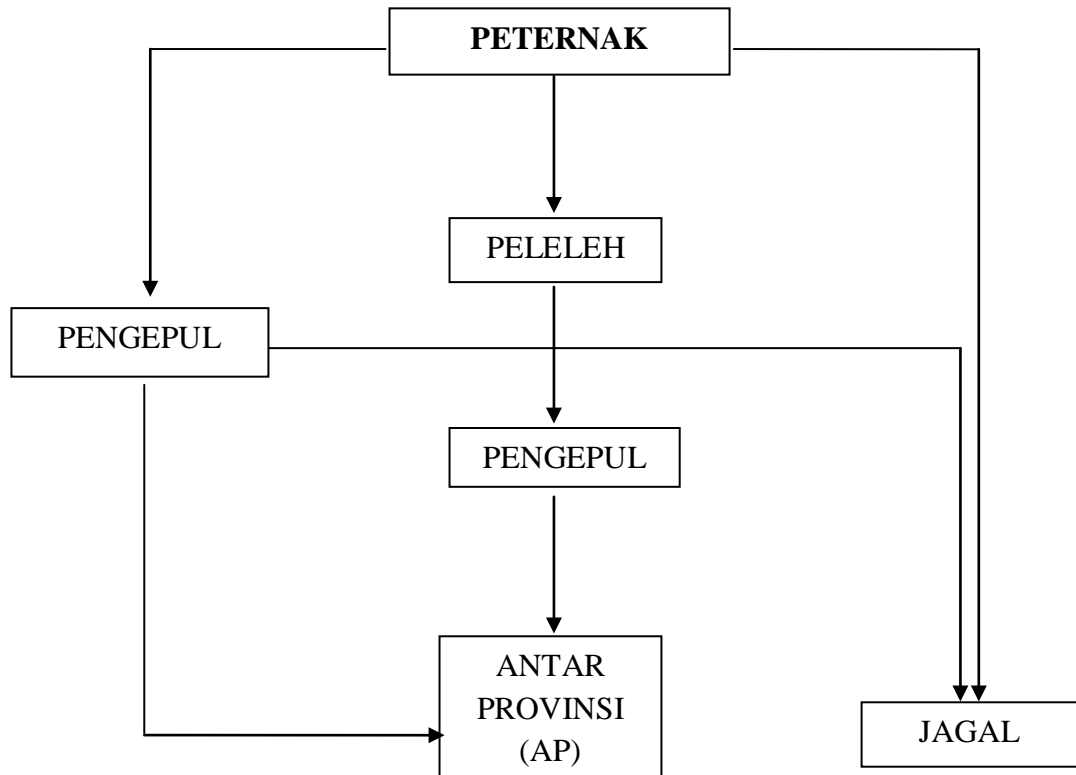 PETERNAK
PELELEH
PENGEPUL
PENGEPUL
ANTAR
PROVINSI
(AP)
JAGAL